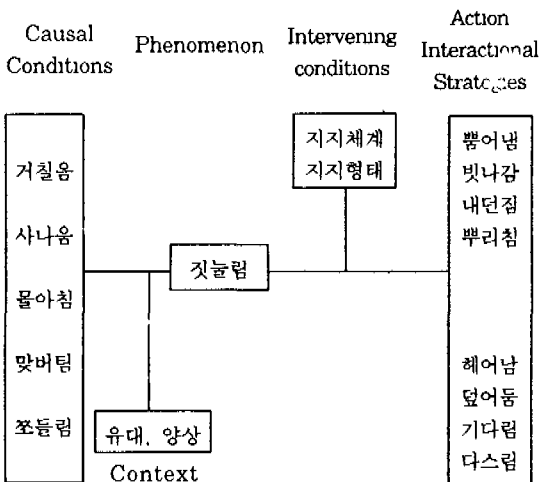 Causal
Conditions
Phenomenon
Intervening
conditions
Action
Interactional
Strategies
거칠음
사나움
몰아침
맞버팀
쪼들림
짓눌림
유대, 양상
Context
지지체계
지지형태
뿜어냄
빗나감
내던짐
뿌리침
헤어남
덮어둠
기다림
다스림